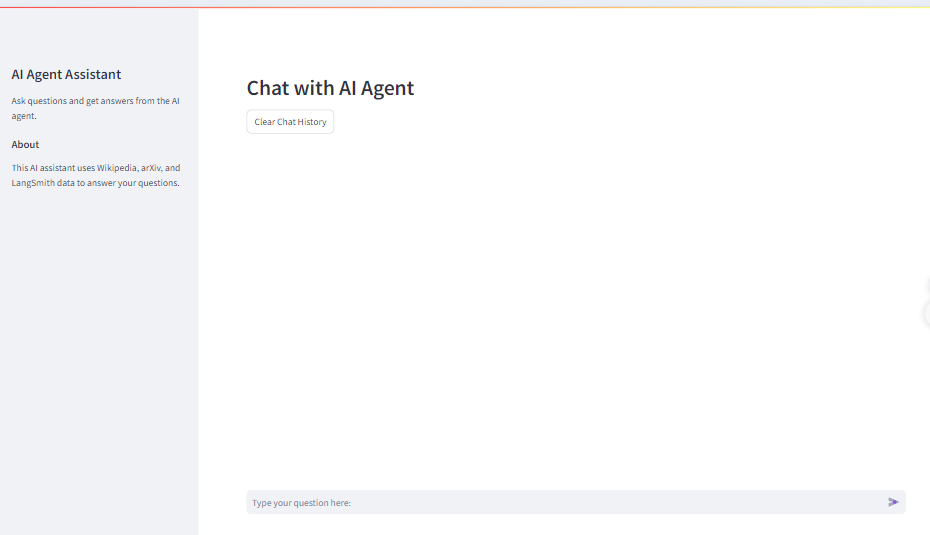 AI Agent Assistant
Ask questions and get answers from the AI
agent.
About
This AI assistant uses Wikipedia, arXiv, and
LangSmith data to answer your questions.
Chat with AI Agent
Clear Chat History
Type your question here: